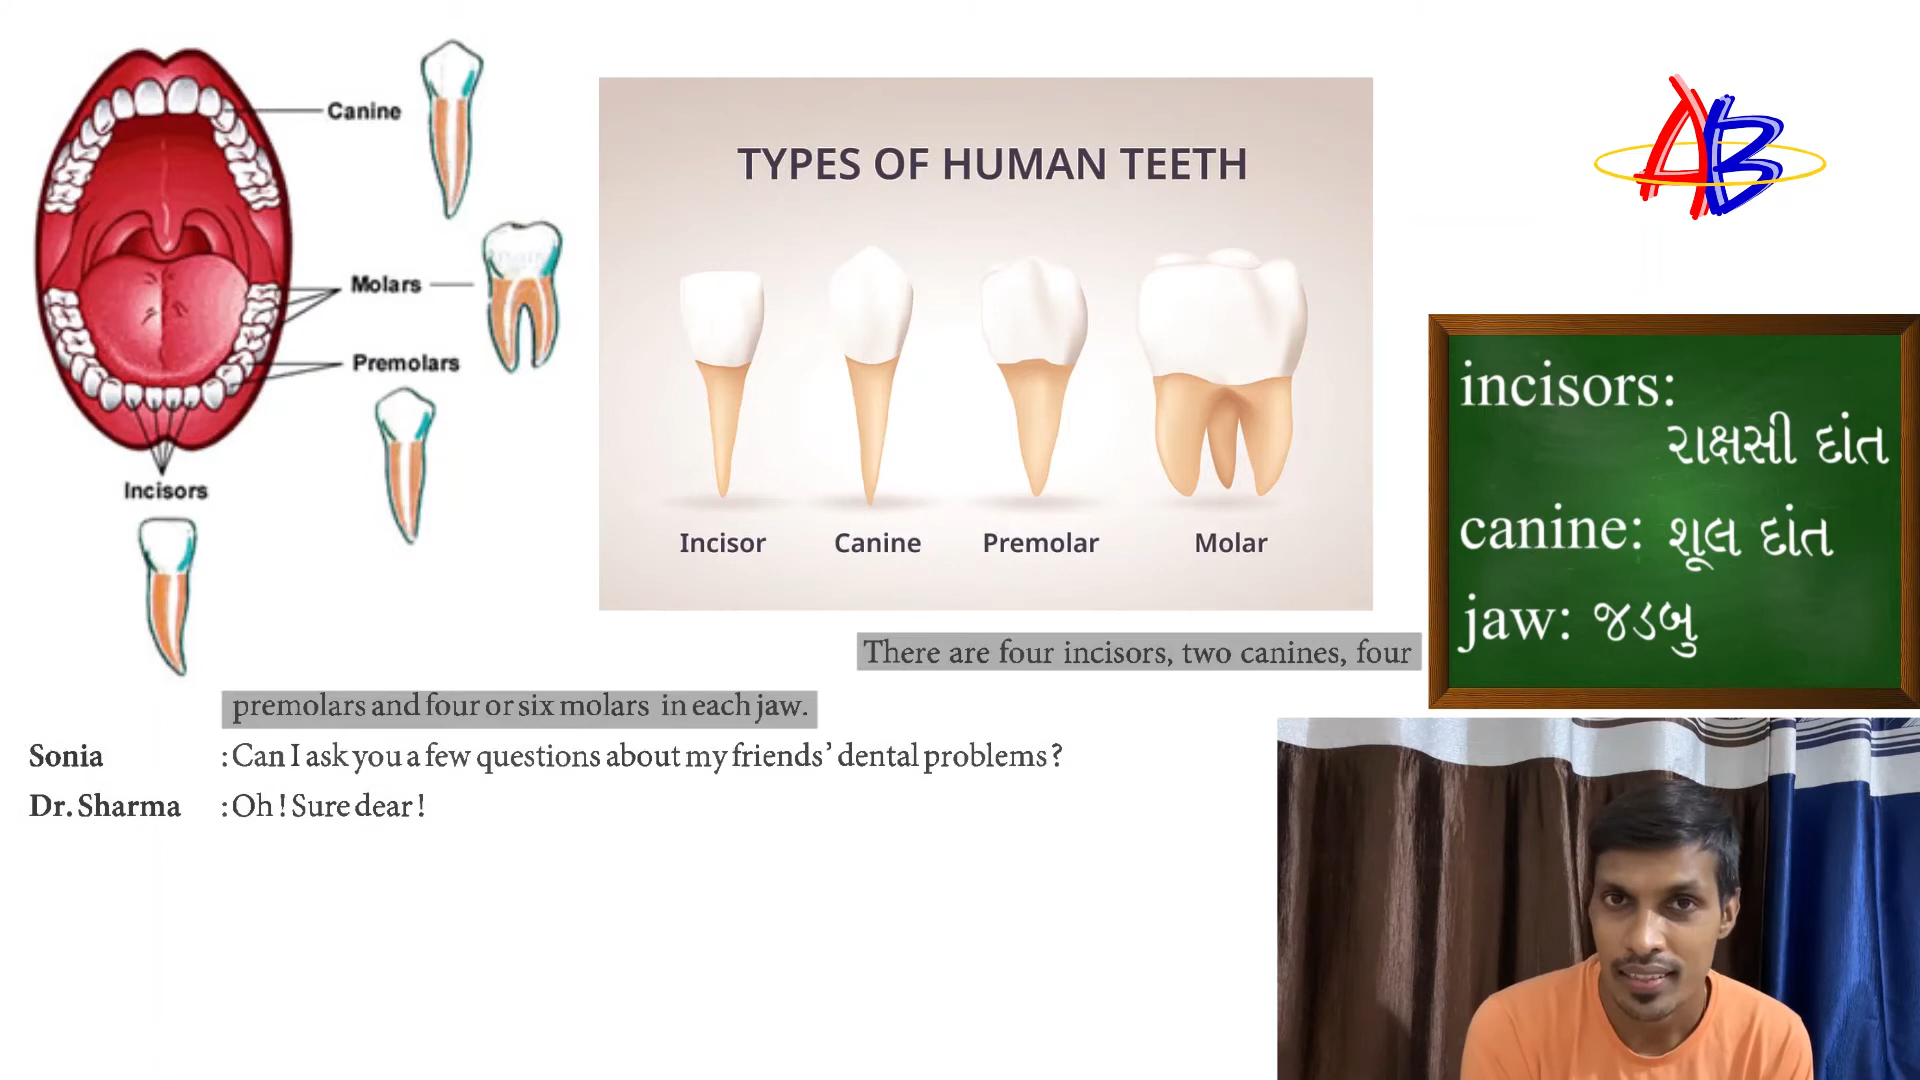 Canine
Molars
Premolars
Incisors
TYPES OF HUMAN TEETH
Incisor Canine Premolar Molar
AB
incisors:
રાક્ષસી દાંત
canine: શૂલ દાંત
jaw: જડબુ
There are four incisors, two canines, four
premolars and four or six molars in each jaw.
Sonia : Can I ask you a few questions about my friends’ dental problems ?
Dr. Sharma : Oh ! Sure dear !